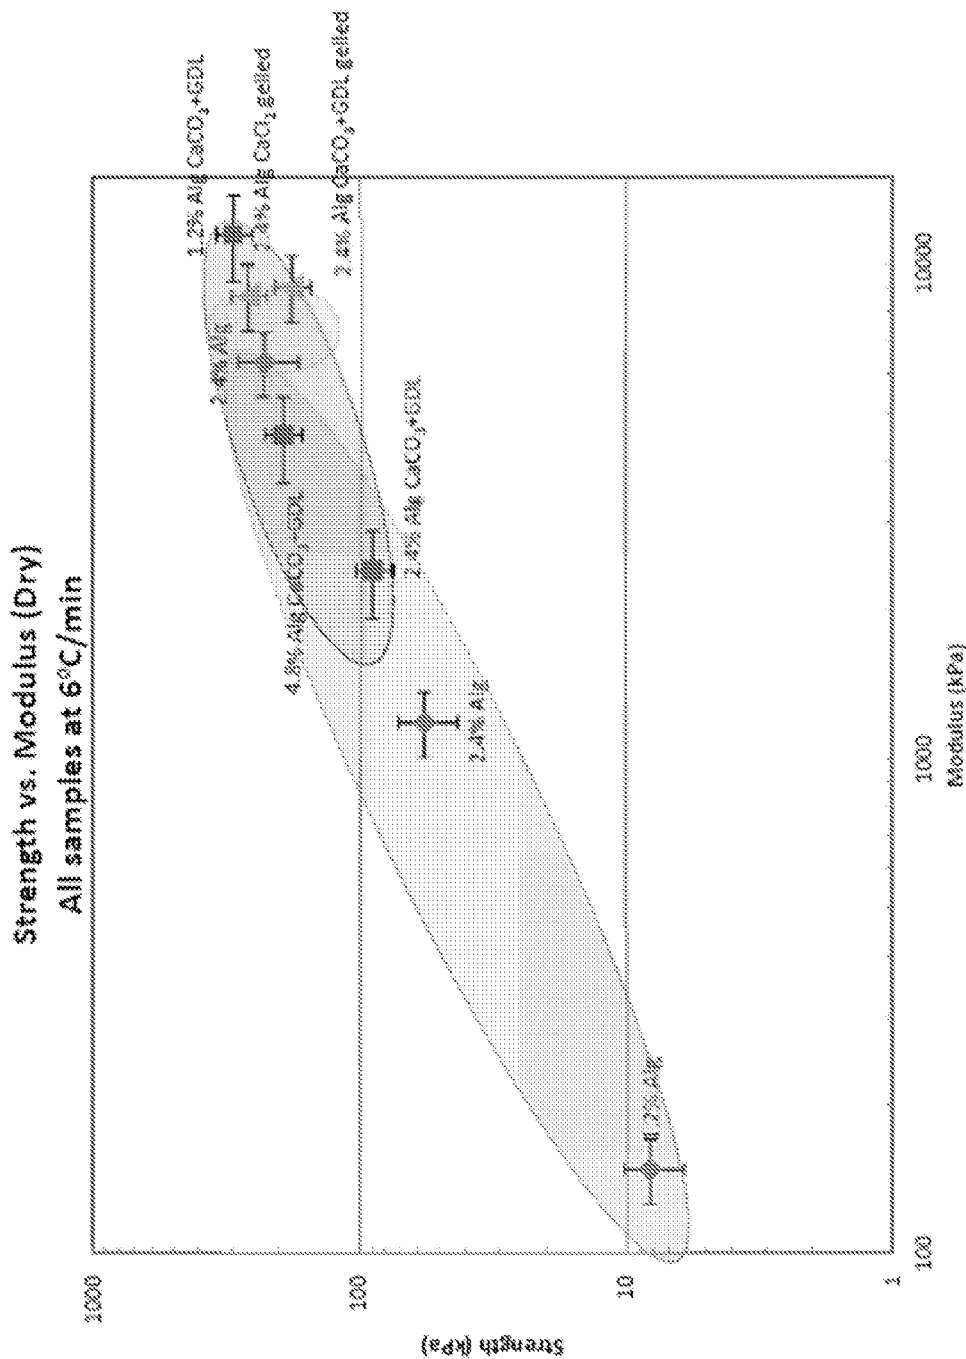 Strength vs. Modulus (Dry)
All samples at 6°C/min
Strength (kPa)
1000
100
10
1
1.2% Alg CaCO₃+GDL
2.4% Alg CaCl₂ gelled
2.4% Alg CaCO₃+GDL gelled
2.4% Alg
4.8% Alg CaCO₃+GDL
2.4% Alg CaCO₃+GDL
2.4% Alg
1.2% Alg
100
1000
10000
Modulus (kPa)